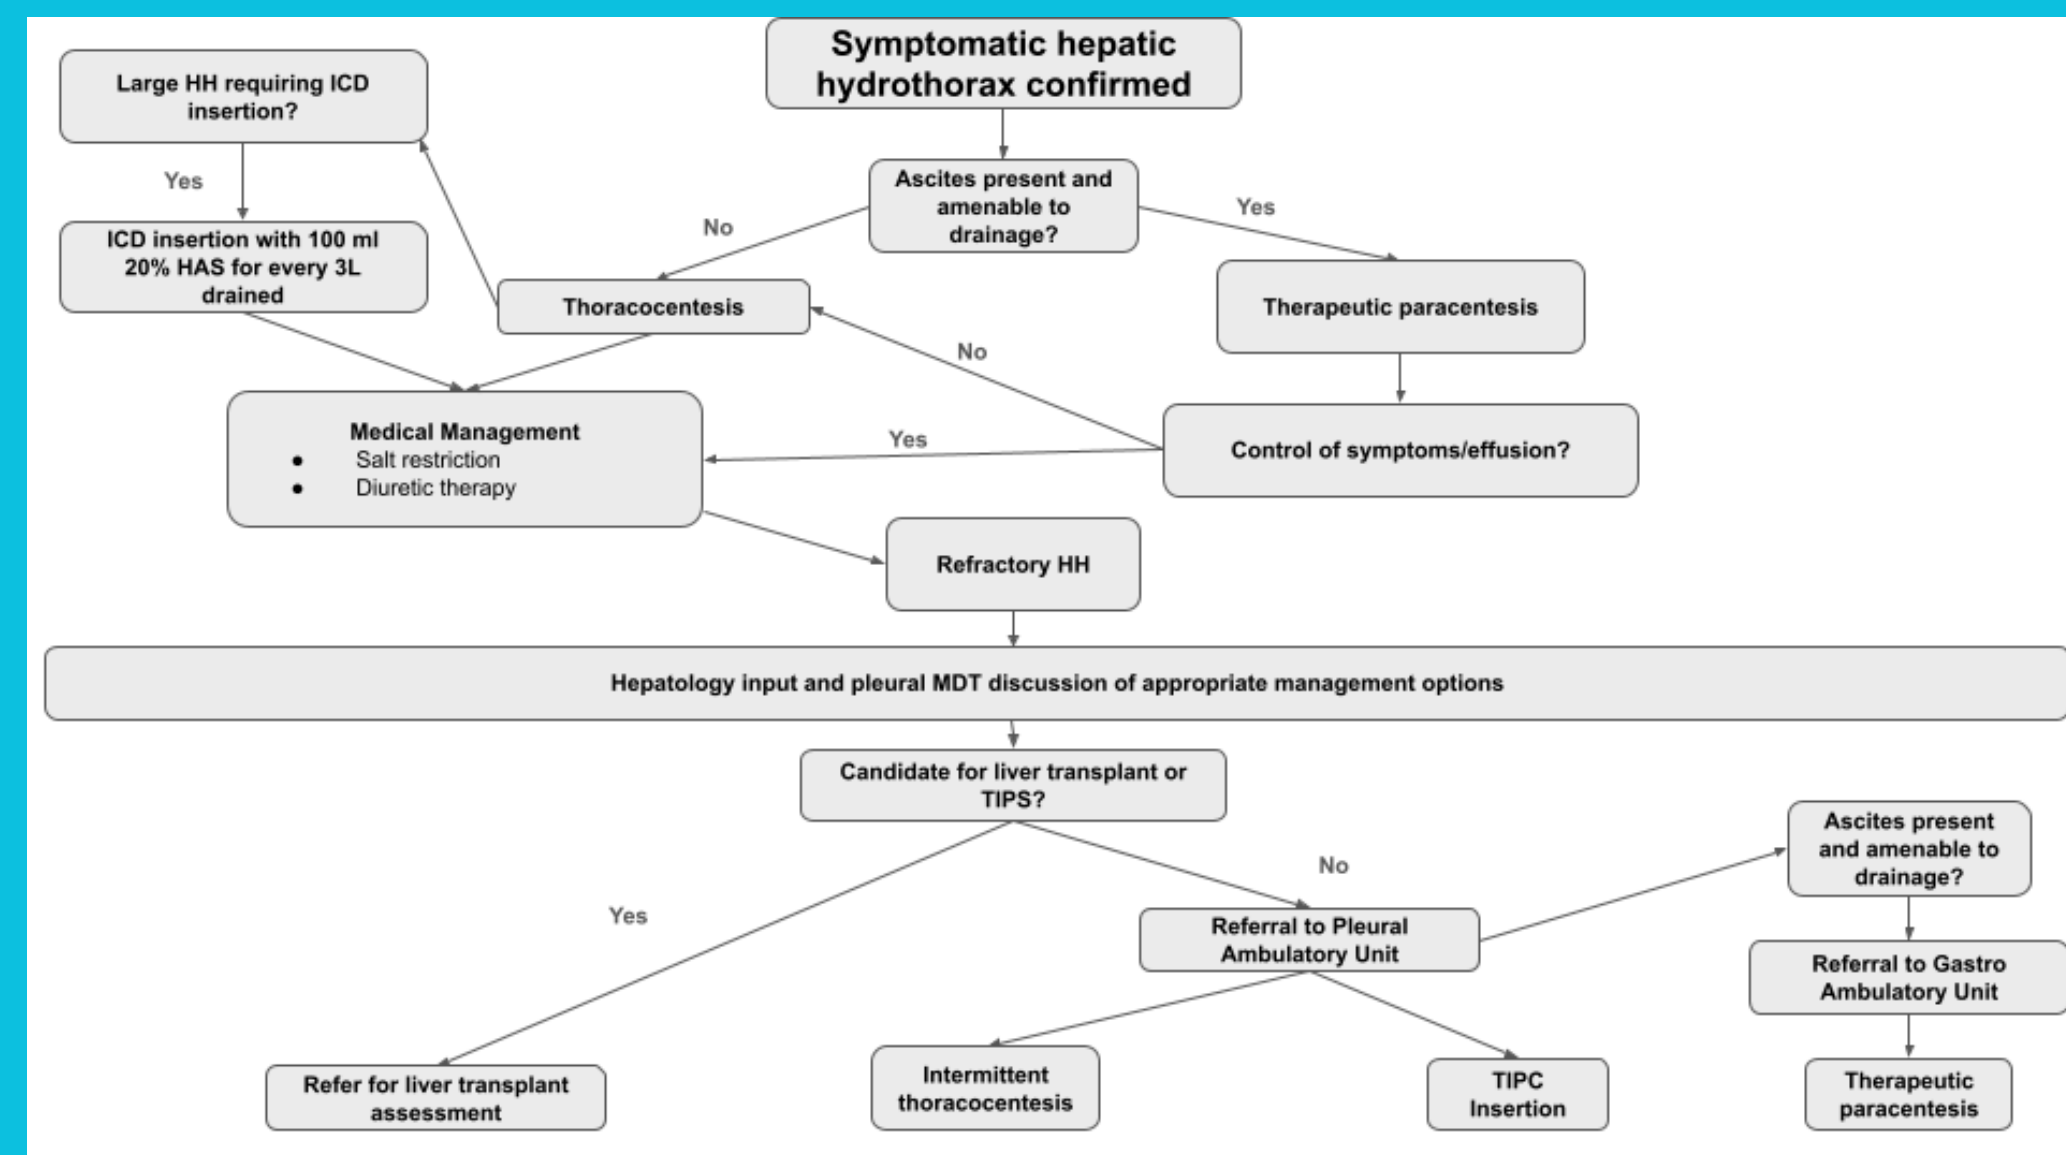 Symptomatic hepatic
hydrothorax confirmed
Large HH requiring ICD
insertion?
Yes
ICD insertion with 100 ml
20% HAS for every 3L
drained
Ascites present and
amenable to
drainage?
No
Yes
Thoracocentesis
Therapeutic paracentesis
No
Yes
Control of symptoms/effusion?
Medical Management
● Salt restriction
● Diuretic therapy
Refractory HH
Hepatology input and pleural MDT discussion of appropriate management options
Candidate for liver transplant or
TIPS?
Yes
No
Refer for liver transplant
assessment
Referral to Pleural
Ambulatory Unit
Intermittent
thoracocentesis
TIPC
Insertion
Ascites present
and amenable to
drainage?
Referral to Gastro
Ambulatory Unit
Therapeutic
paracentesis